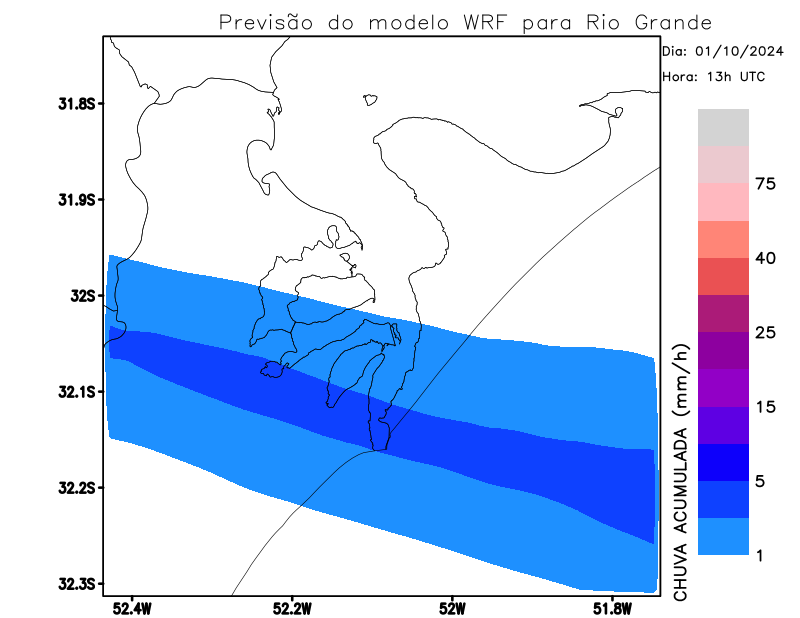 Previsão do modelo WRF para Rio Grande
Dia: 01/10/2024
Hora: 13h UTC
31.8S
31.9S
32S
32.1S
32.2S
32.3S
52.4W
52.2W
52W
51.8W
75
40
25
15
5
1
CHUVA ACUMULADA (mm/h)